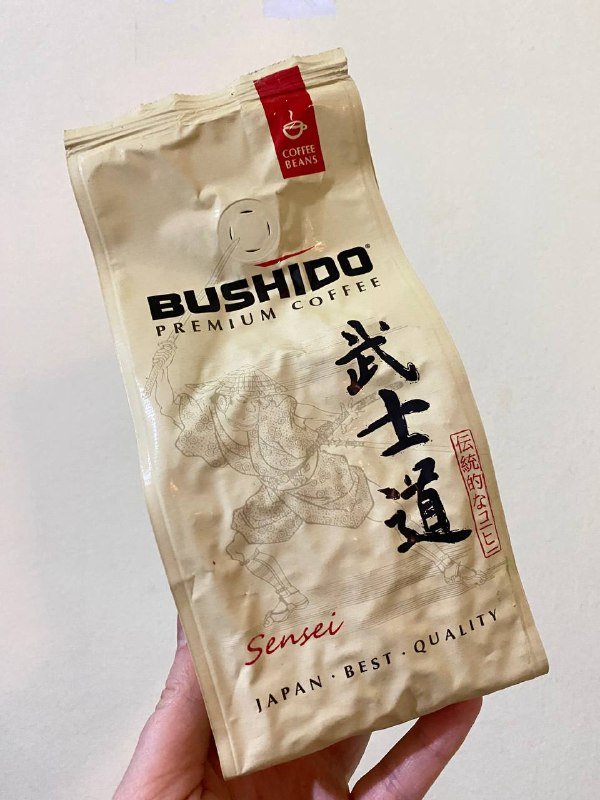 COFFEE
BEANS
BUSHIDO®
PREMIUM COFFEE
武士道
伝統的なコーヒー
Sensei
JAPAN · BEST · QUALITY